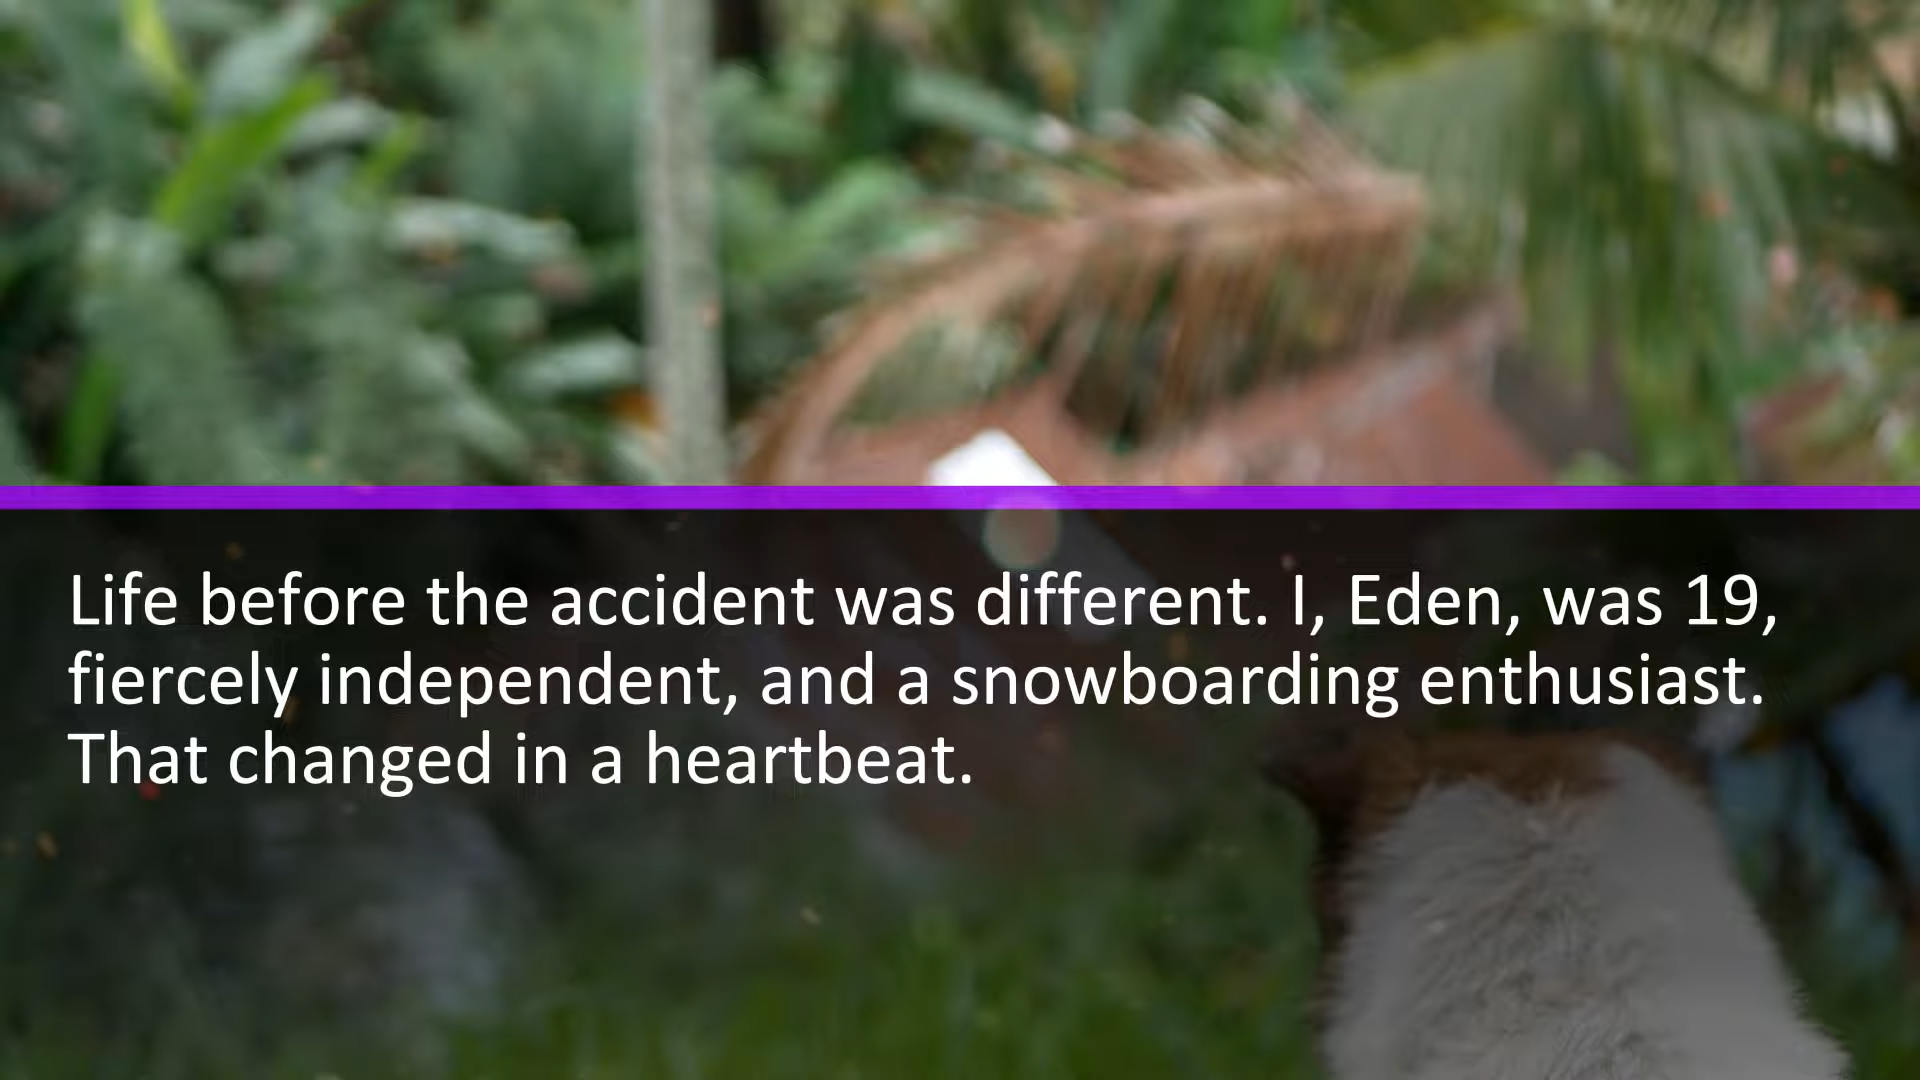 Life before the accident was different. I, Eden, was 19,
fiercely independent, and a snowboarding enthusiast.
That changed in a heartbeat.